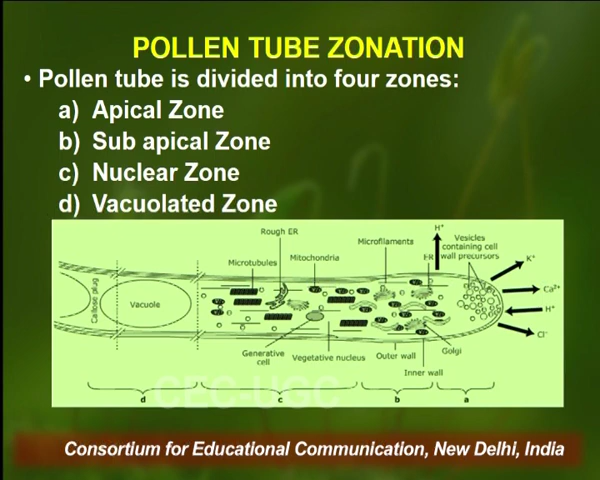 POLLEN TUBE ZONATION
• Pollen tube is divided into four zones:
a) Apical Zone
b) Sub apical Zone
c) Nuclear Zone
d) Vacuolated Zone
Rough ER
H⁺
Microtubules
Mitochondria
Microfilaments
ER
Vesicles
containing cell
wall precursors
K⁺
Callose plug
Vacuole
Ca²⁺
H⁺
Cl⁻
Generative
cell
Vegetative nucleus
Outer wall
Golgi
Inner wall
d
c
b
a
CEC-UGC
Consortium for Educational Communication, New Delhi, India